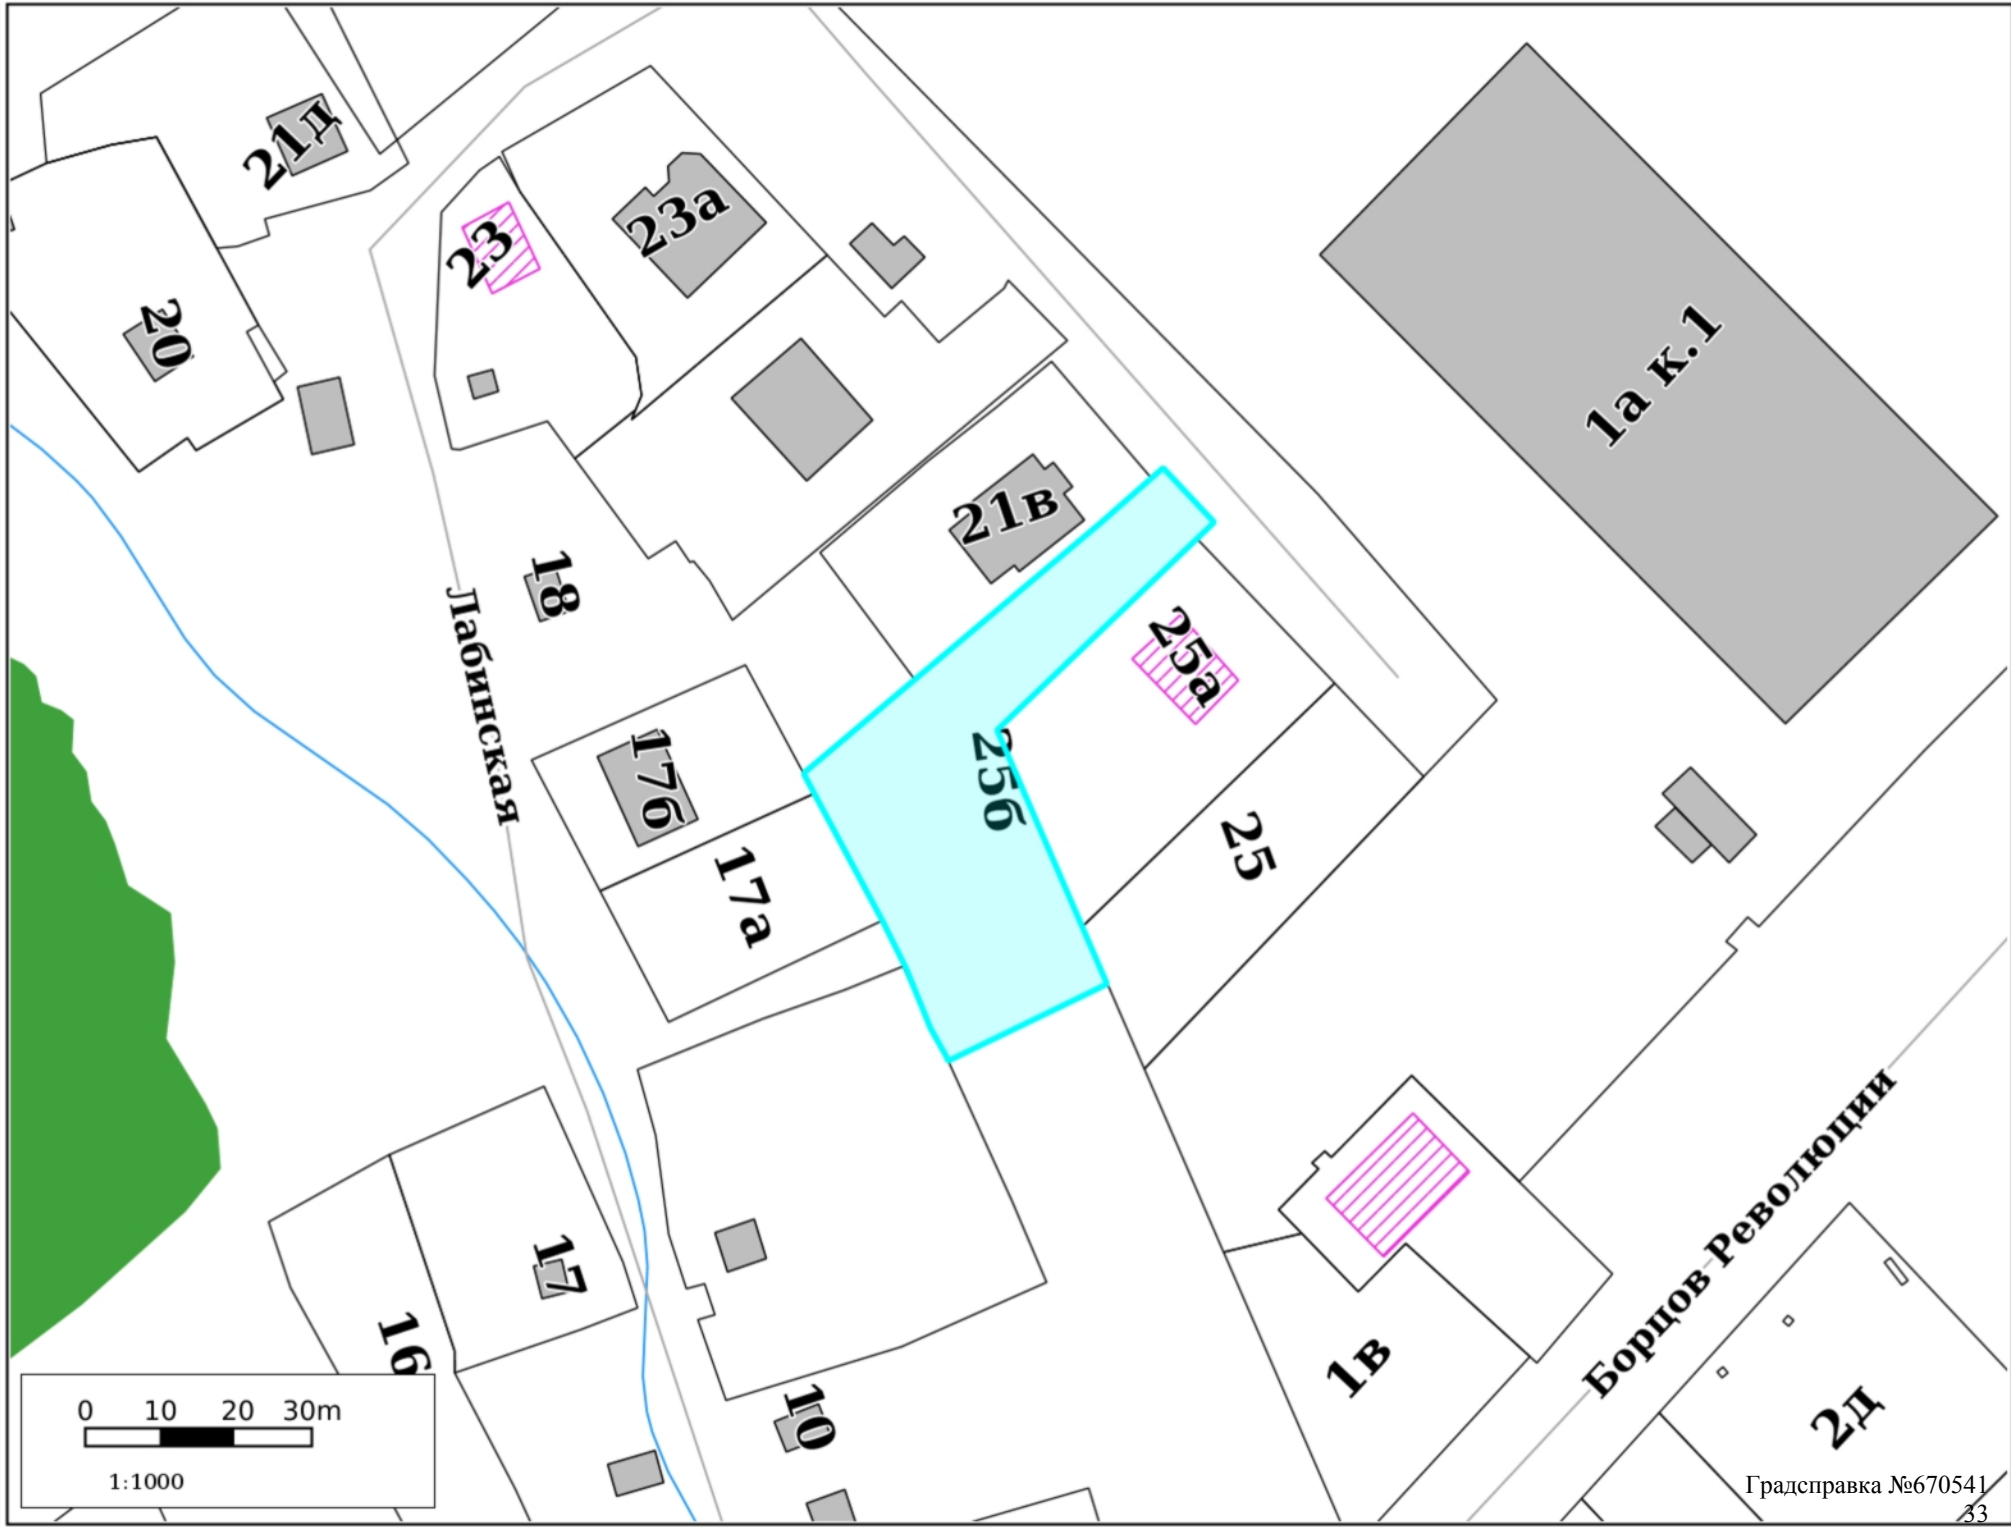 21д
23а
23
20
1а к.1
21в
18
Лабинская
25а
17б
25б
25
17а
Борцов Революции
17
16
1в
10
2д
0 10 20 30m
1:1000
Градсправка №670541
33